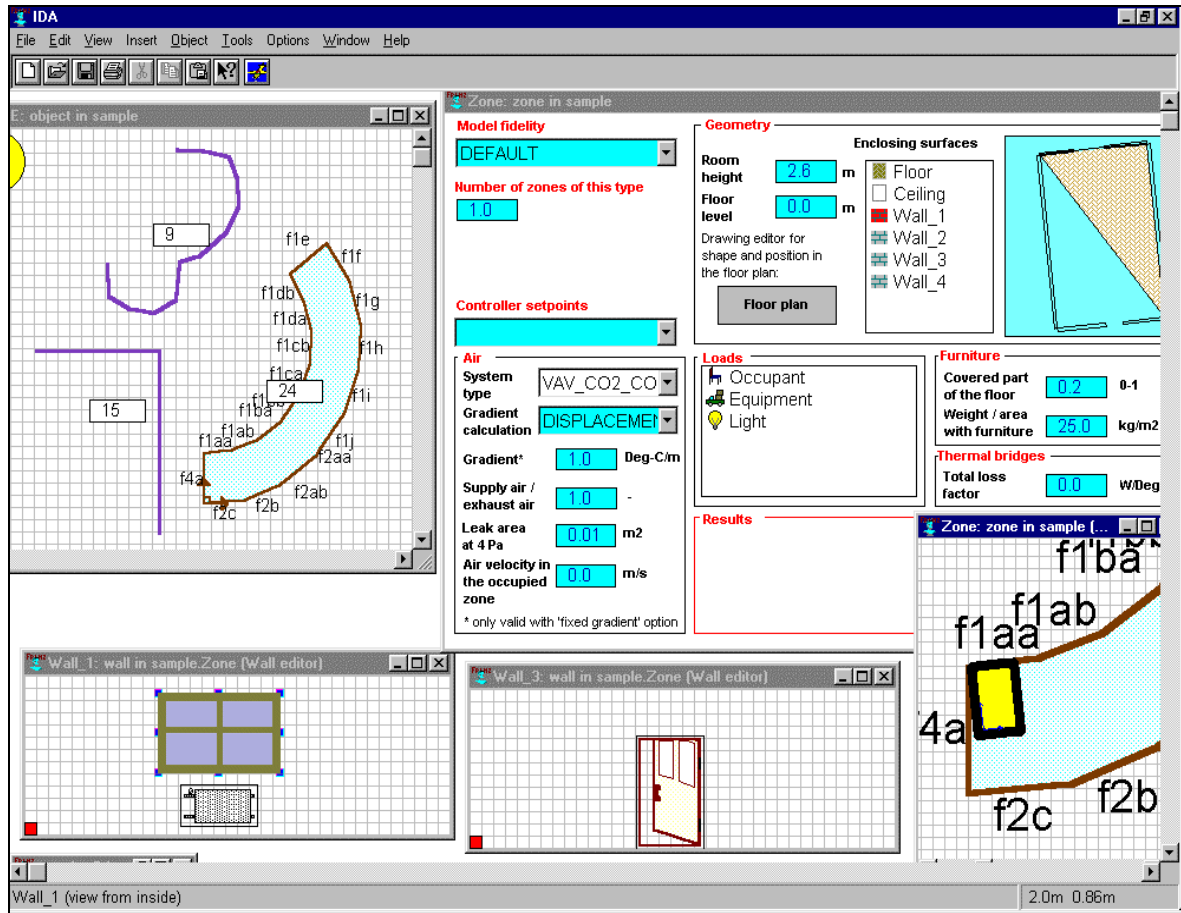 IDA
File Edit View Insert Object Tools Options Window Help
E: object in sample
9
15
24
f1e
f1f
f1db
f1g
f1da
f1cb
f1h
f1ca
f1i
f1ba
f1ab
f1aa
f1j
f2aa
f4a
f2ab
f2b
f2c
Zone: zone in sample
Model fidelity
DEFAULT
Number of zones of this type
1.0
Controller setpoints
Geometry
Room height 2.6 m
Floor level 0.0 m
Drawing editor for
shape and position in
the floor plan:
Floor plan
Enclosing surfaces
Floor
Ceiling
Wall_1
Wall_2
Wall_3
Wall_4
Air
System type VAV_CO2_CO
Gradient calculation DISPLACEMEN
Gradient* 1.0 Deg-C/m
Supply air / exhaust air 1.0 -
Leak area at 4 Pa 0.01 m2
Air velocity in the occupied zone 0.0 m/s
* only valid with 'fixed gradient' option
Loads
Occupant
Equipment
Light
Furniture
Covered part of the floor 0.2 0-1
Weight / area with furniture 25.0 kg/m2
Thermal bridges
Total loss factor 0.0 W/Deg
Results
Zone: zone in sample (...
f1ba
f1ab
f1aa
4a
f2c
f2b
Wall_1: wall in sample.Zone (Wall editor)
Wall_3: wall in sample.Zone (Wall editor)
Wall_1 (view from inside)
2.0m 0.86m